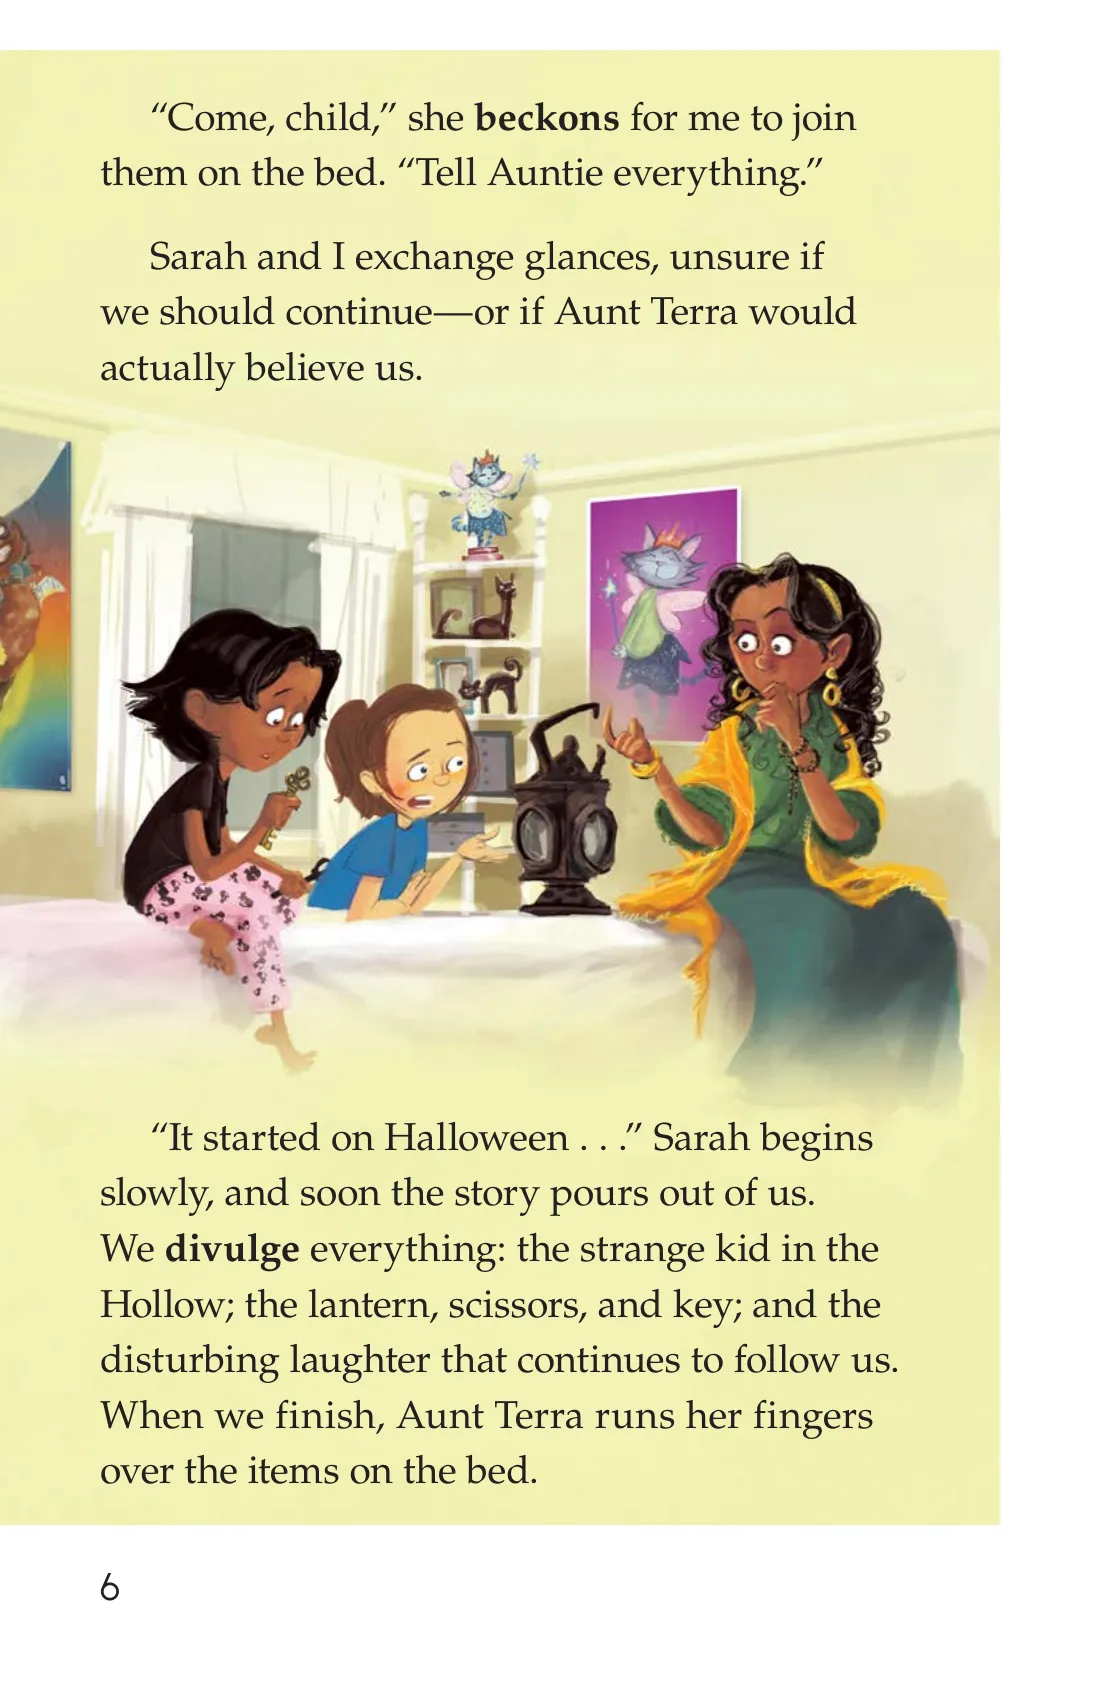 “Come, child,” she beckons for me to join
them on the bed. “Tell Auntie everything.”
Sarah and I exchange glances, unsure if
we should continue—or if Aunt Terra would
actually believe us.
“It started on Halloween . . .” Sarah begins
slowly, and soon the story pours out of us.
We divulge everything: the strange kid in the
Hollow; the lantern, scissors, and key; and the
disturbing laughter that continues to follow us.
When we finish, Aunt Terra runs her fingers
over the items on the bed.
6